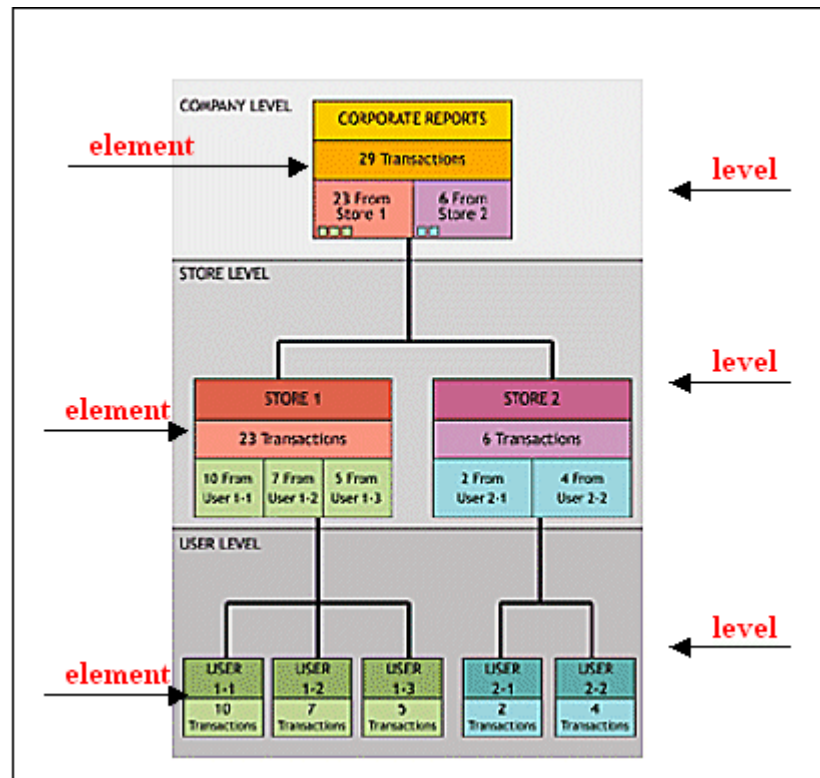 COMPANY LEVEL
CORPORATE REPORTS
element
29 Transactions
level
23 From
Store 1
6 From
Store 2
STORE LEVEL
level
STORE 1
STORE 2
element
23 Transactions
6 Transactions
10 From
User 1-1
7 From
User 1-2
5 From
User 1-3
2 From
User 2-1
4 From
User 2-2
USER LEVEL
level
element
USER
1-1
10
Transactions
USER
1-2
7
Transactions
USER
1-3
5
Transactions
USER
2-1
2
Transactions
USER
2-2
4
Transactions